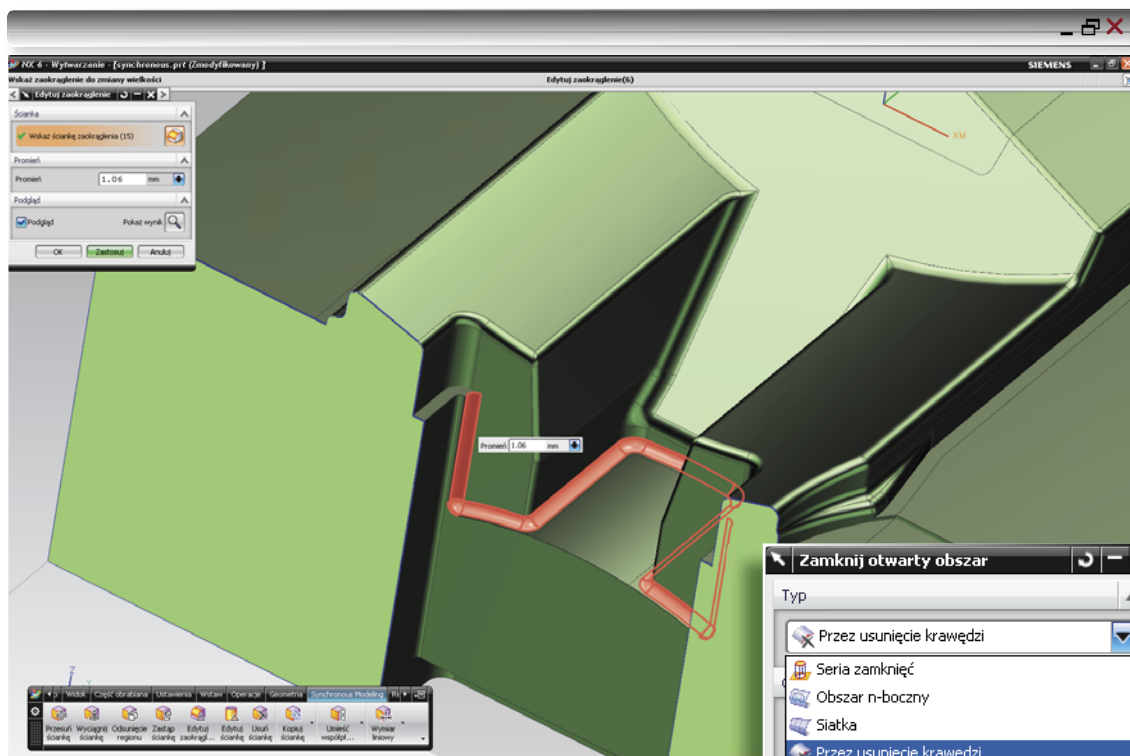 NX 6 - Wytwarzanie - [synchronous.prt (Zmodyfikowany) ]
SIEMENS
Wskaż zaokrąglenie do zmiany wielkości
Edytuj zaokrąglenie(6)
Edytuj zaokrąglenie
Ścianka
Wskaż ściankę zaokrąglenia (15)
Promień
Promień 1.06 mm
Podgląd
Podgląd Pokaż wynik
OK Zastosuj Anuluj
XM
Promień 1.06 mm
Zamknij otwarty obszar
Typ
Przez usunięcie krawędzi
Seria zamknięć
Obszar n-boczny
Siatka
Przez usunięcie krawędzi
Z
Widok Część obrabiana Ustawienia Wstaw Operacje Geometria Synchronous Modeling
Przesuń ściankę
Wyciągnij ściankę
Odsunięcie regionu
Zastąp ściankę
Edytuj zaokrągl...
Edytuj ściankę
Usuń ściankę
Kopiuj ściankę
Umieść współpł...
Wymiar liniowy